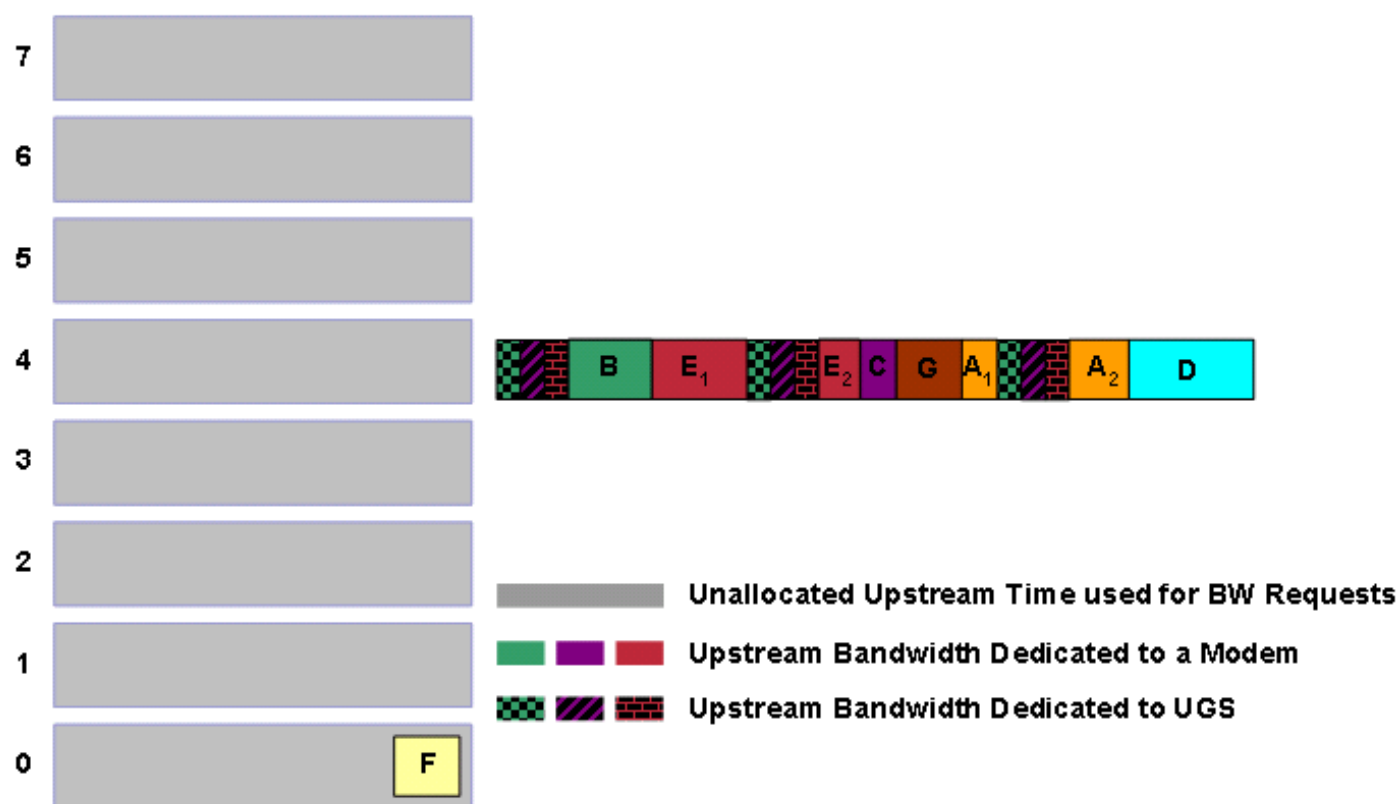 7
6
5
4
B E₁ E₂ C G A₁ A₂ D
3
2
Unallocated Upstream Time used for BW Requests
1
Upstream Bandwidth Dedicated to a Modem
Upstream Bandwidth Dedicated to UGS
0
F